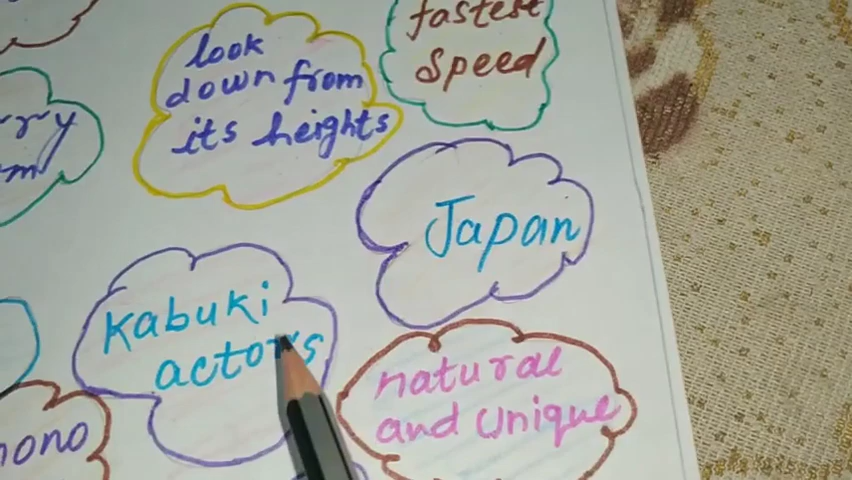 look
down from
its heights
fastest
speed
Japan
Kabuki
actors
natural
and unique